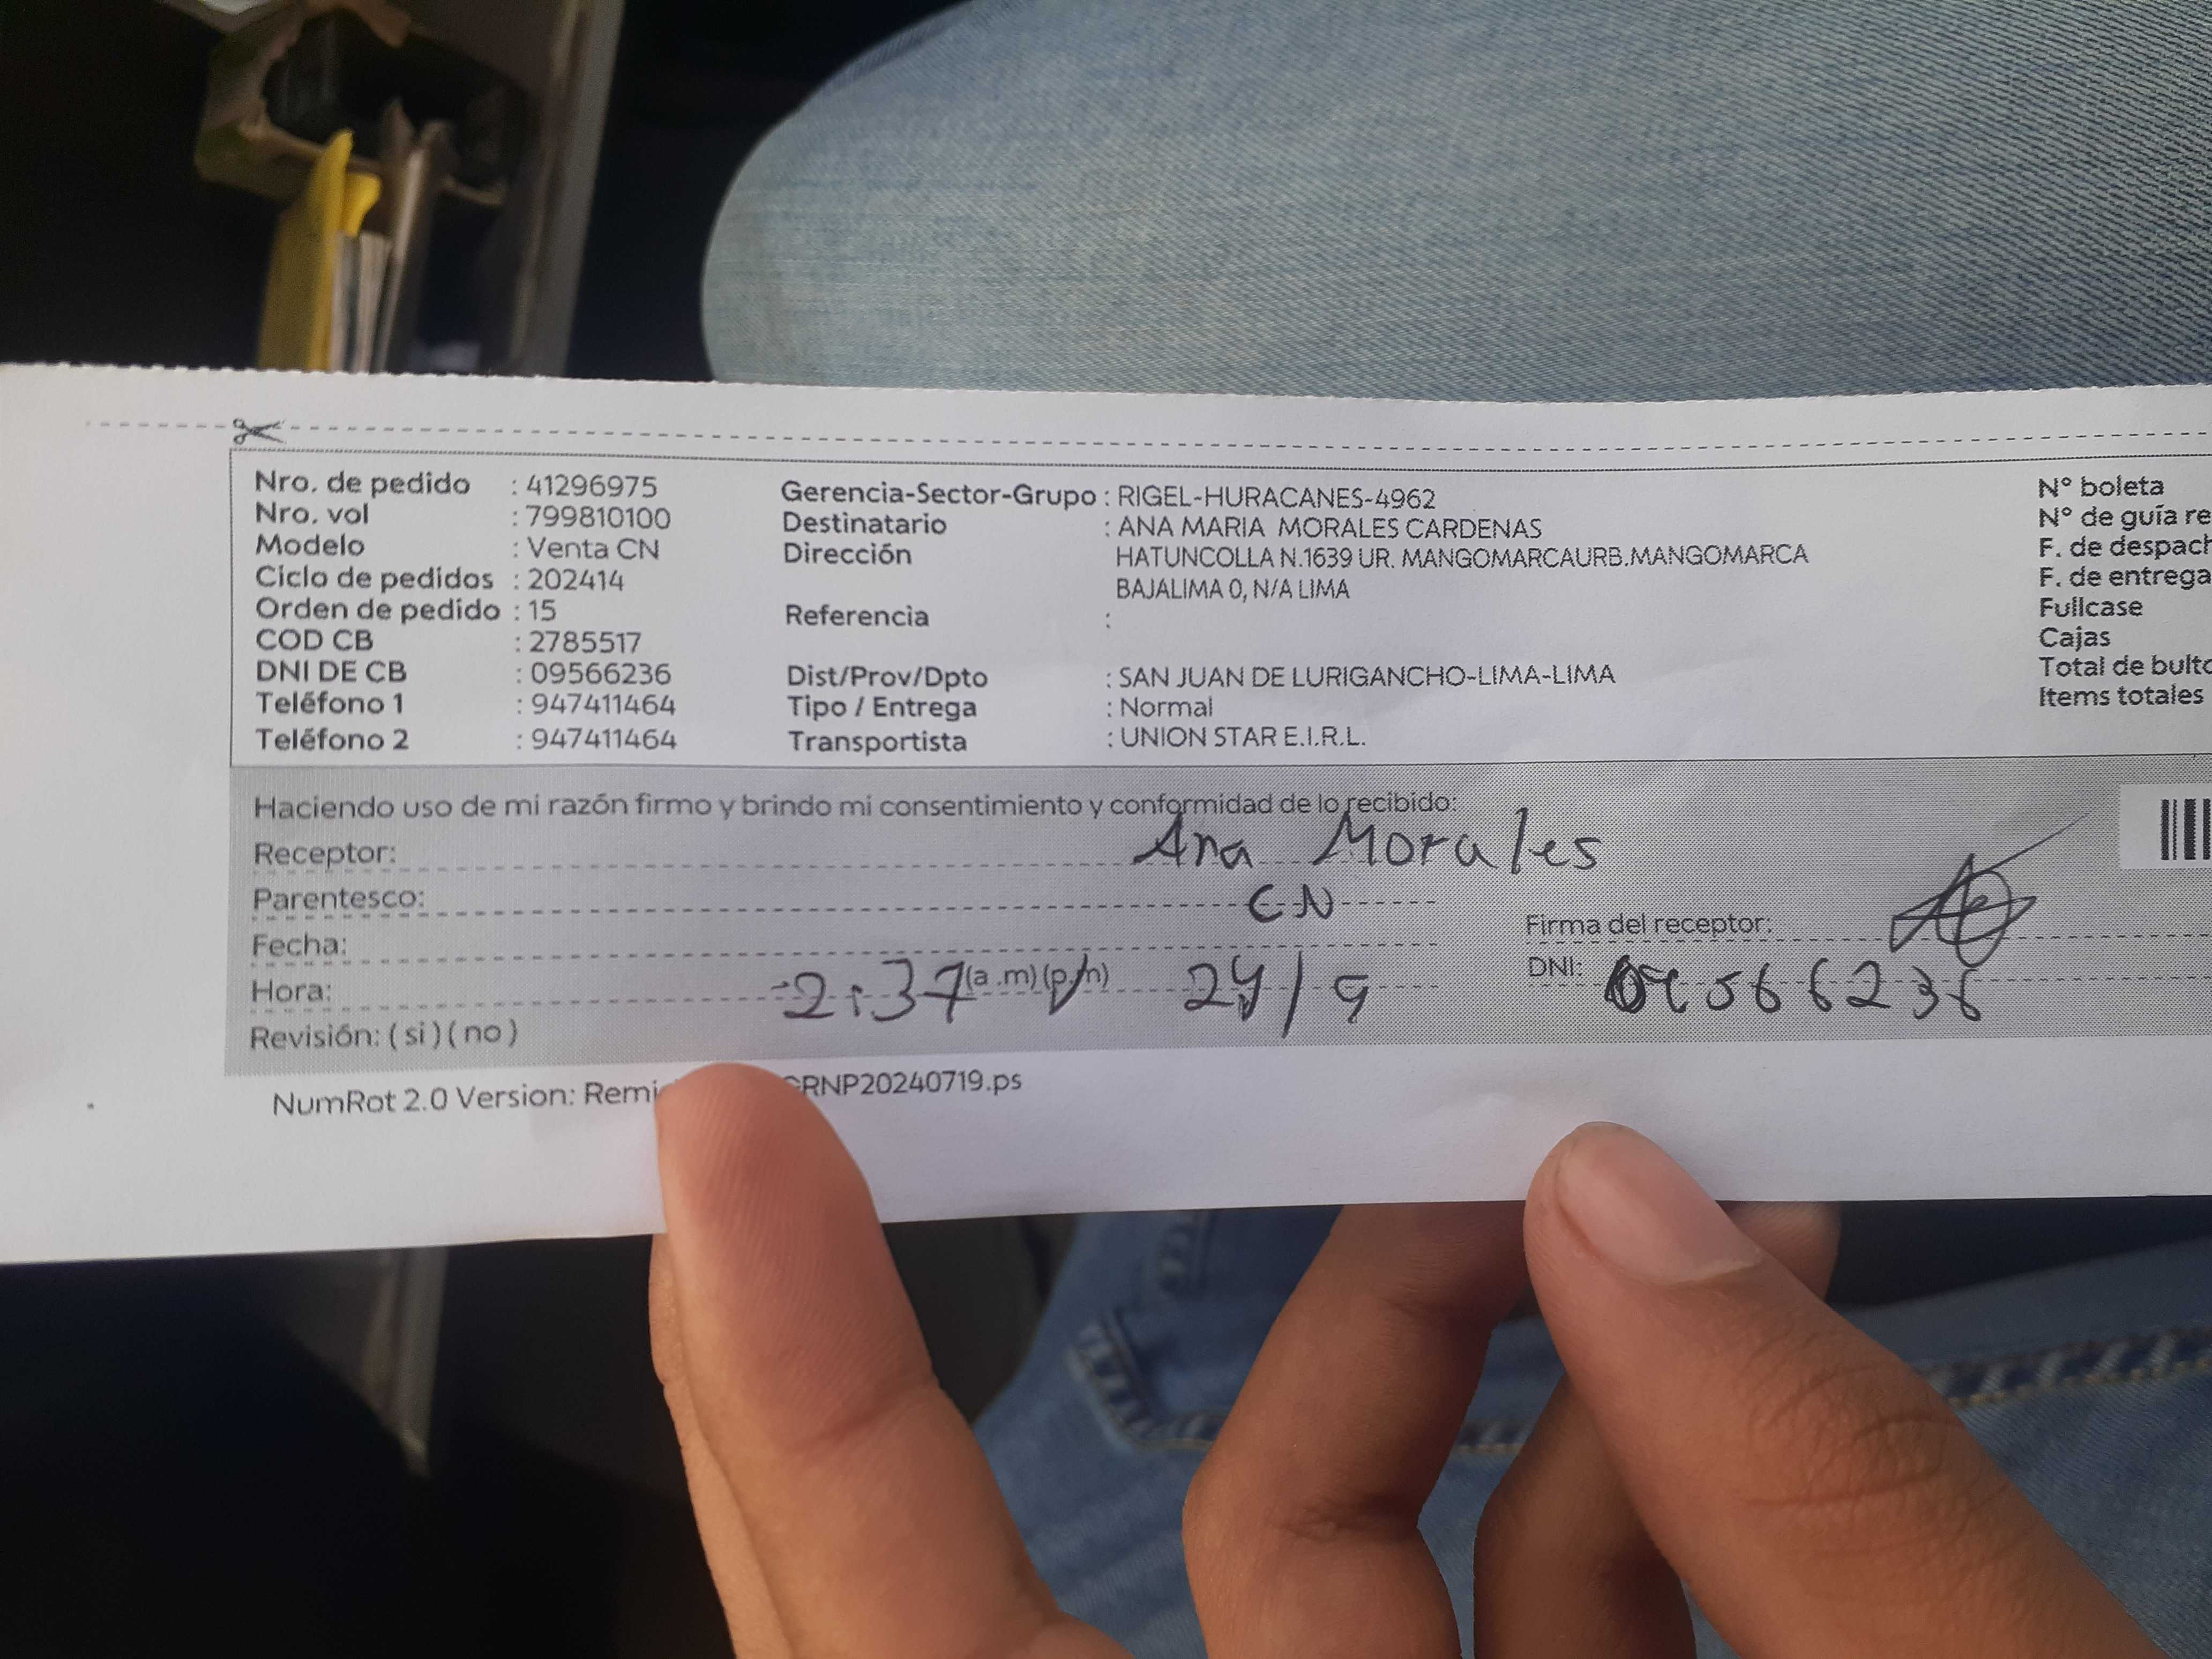 Nro. de pedido : 41296975
Nro. vol : 799810100
Modelo : Venta CN
Ciclo de pedidos : 202414
Orden de pedido : 15
COD CB : 2785517
DNI DE CB : 09566236
Teléfono 1 : 947411464
Teléfono 2 : 947411464
Gerencia-Sector-Grupo : RIGEL-HURACANES-4962
Destinatario : ANA MARIA MORALES CARDENAS
Dirección HATUNCOLLA N.1639 UR. MANGOMARCAURB.MANGOMARCA
BAJALIMA 0, N/A LIMA
Referencia :
Dist/Prov/Dpto : SAN JUAN DE LURIGANCHO-LIMA-LIMA
Tipo / Entrega : Normal
Transportista : UNION STAR E.I.R.L.
N° boleta
N° de guía re
F. de despach
F. de entrega
Fullcase
Cajas
Total de bulto
Items totales
Haciendo uso de mi razón firmo y brindo mi consentimiento y conformidad de lo recibido:
Receptor: Ana Morales
Parentesco: CN
Fecha:
Hora: 2:37 (a.m) (p.m) 24/9
Revisión: ( si ) ( no )
Firma del receptor:
DNI: 09566236
NumRot 2.0 Version: Remi RNP20240719.ps